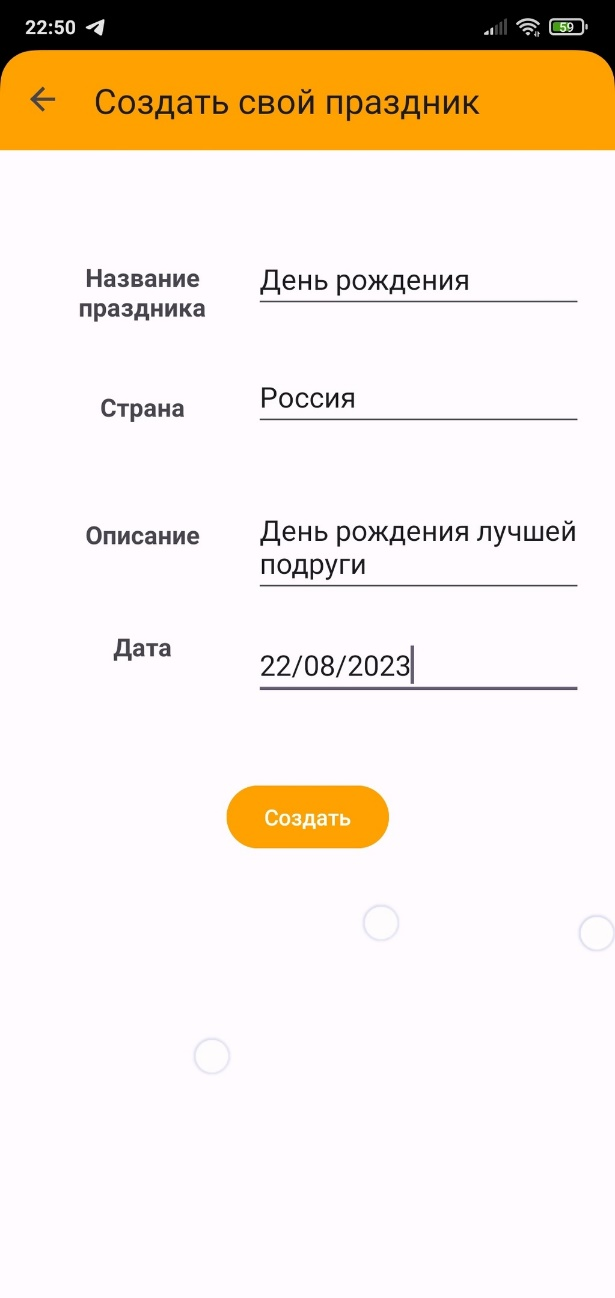 22:50
59
Создать свой праздник
Название
праздника
День рождения
Страна
Россия
Описание
День рождения лучшей
подруги
Дата
22/08/2023
Создать